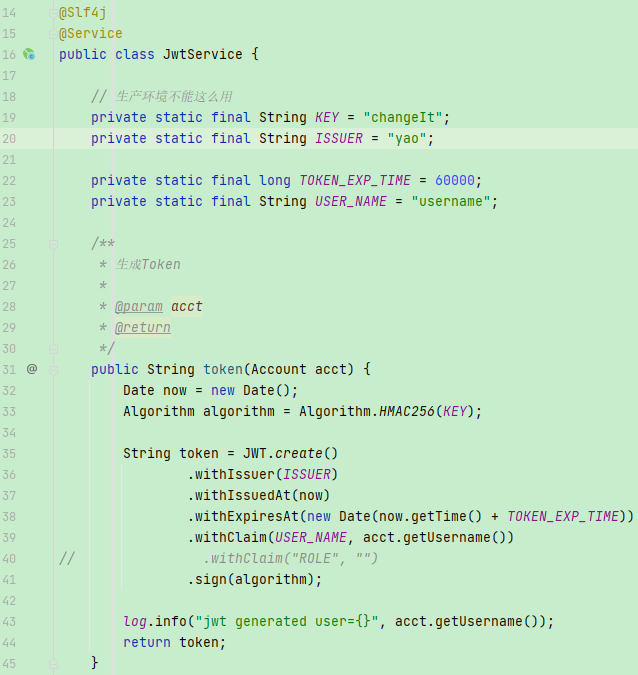 14 @Slf4j
15 @Service
16 public class JwtService {
17
18 // 生产环境不能这么用
19 private static final String KEY = "changeIt";
20 private static final String ISSUER = "yao";
21
22 private static final long TOKEN_EXP_TIME = 60000;
23 private static final String USER_NAME = "username";
24
25 /**
26 * 生成Token
27 *
28 * @param acct
29 * @return
30 */
31 @ public String token(Account acct) {
32 Date now = new Date();
33 Algorithm algorithm = Algorithm.HMAC256(KEY);
34
35 String token = JWT.create()
36 .withIssuer(ISSUER)
37 .withIssuedAt(now)
38 .withExpiresAt(new Date(now.getTime() + TOKEN_EXP_TIME))
39 .withClaim(USER_NAME, acct.getUsername())
40 // .withClaim("ROLE", "")
41 .sign(algorithm);
42
43 log.info("jwt generated user={}", acct.getUsername());
44 return token;
45 }